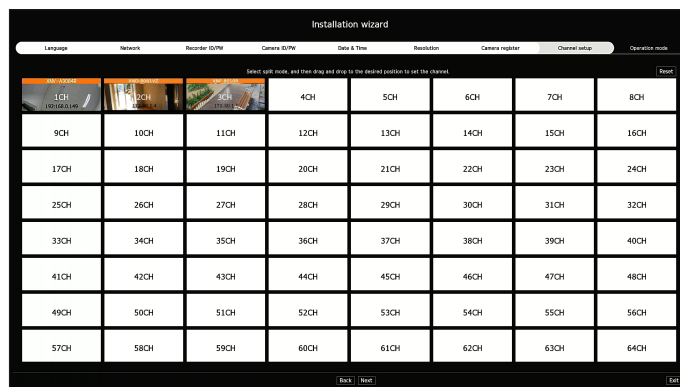 Installation wizard
Language Network Recorder ID/PW Camera ID/PW Date & Time Resolution Camera register Channel setup Operation mode
Select split mode, and then drag and drop to the desired position to set the channel.
Reset
1CH 2CH 3CH 4CH 5CH 6CH 7CH 8CH
192.168.0.149
9CH 10CH 11CH 12CH 13CH 14CH 15CH 16CH
17CH 18CH 19CH 20CH 21CH 22CH 23CH 24CH
25CH 26CH 27CH 28CH 29CH 30CH 31CH 32CH
33CH 34CH 35CH 36CH 37CH 38CH 39CH 40CH
41CH 42CH 43CH 44CH 45CH 46CH 47CH 48CH
49CH 50CH 51CH 52CH 53CH 54CH 55CH 56CH
57CH 58CH 59CH 60CH 61CH 62CH 63CH 64CH
Back Next Exit